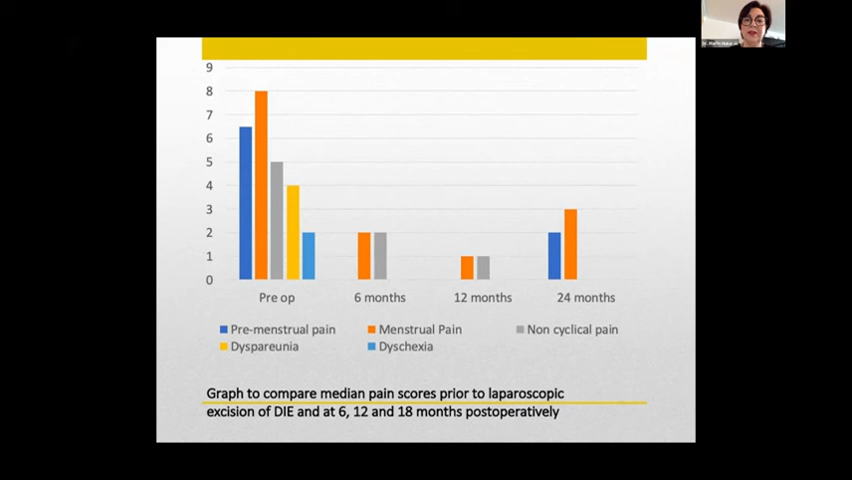 9
8
7
6
5
4
3
2
1
0
Pre op 6 months 12 months 24 months
Pre-menstrual pain Menstrual Pain Non cyclical pain
Dyspareunia Dyschexia
Graph to compare median pain scores prior to laparoscopic
excision of DIE and at 6, 12 and 18 months postoperatively